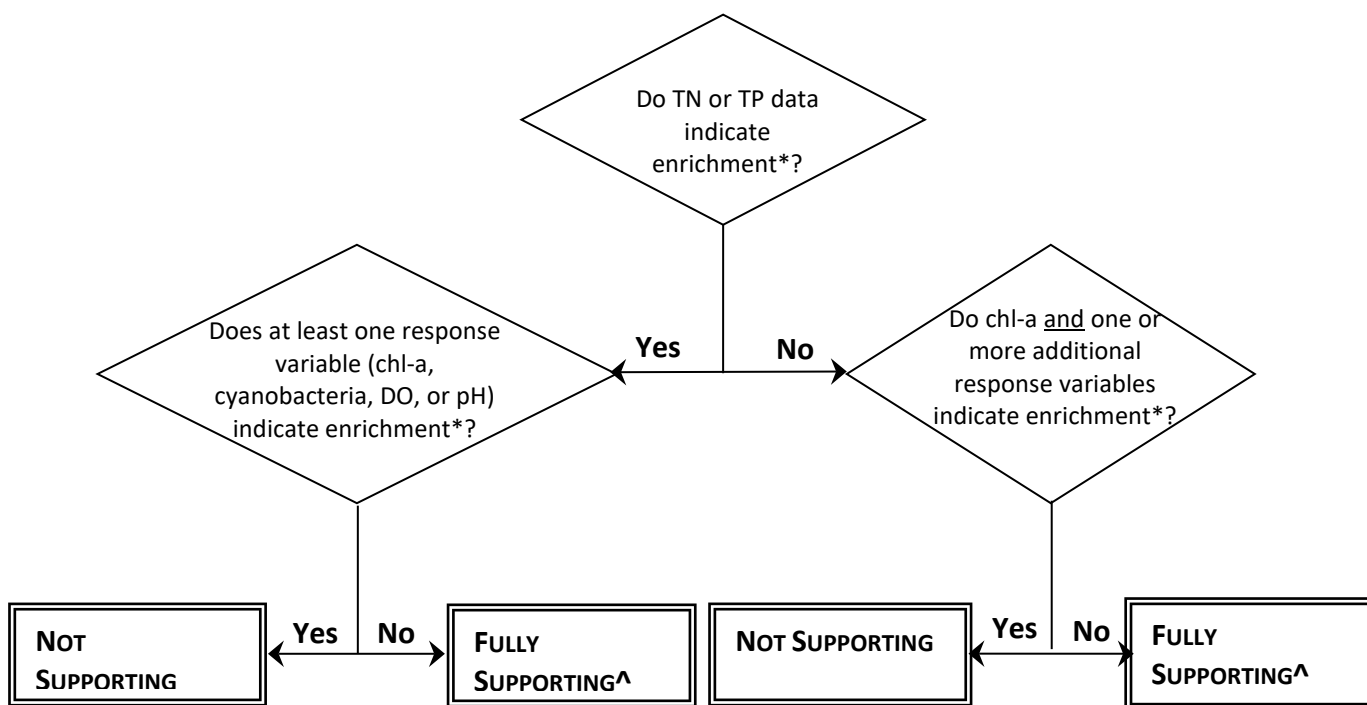 Do TN or TP data
indicate
enrichment*?
Does at least one response
variable (chl-a,
cyanobacteria, DO, or pH)
indicate enrichment*?
Yes
No
Do chl-a and one or
more additional
response variables
indicate enrichment*?
NOT
SUPPORTING
Yes
No
FULLY
SUPPORTING^
NOT SUPPORTING
Yes
No
FULLY
SUPPORTING^